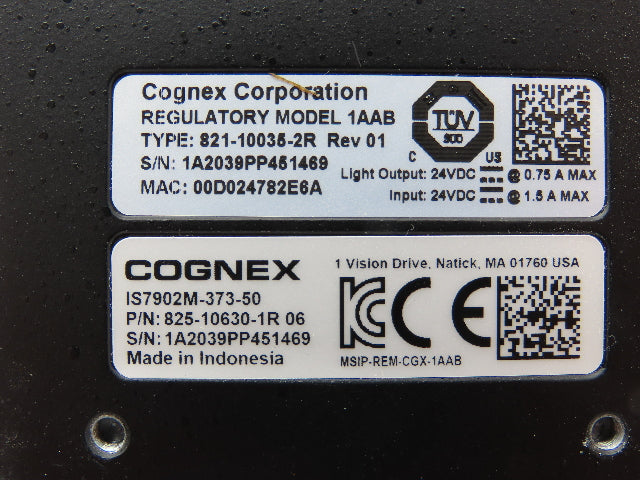 Cognex Corporation
REGULATORY MODEL 1AAB
TYPE: 821-10035-2R Rev 01
S/N: 1A2039PP451469
MAC: 00D024782E6A
TÜV
C US
Light Output: 24VDC @ 0.75 A MAX
Input: 24VDC @ 1.5 A MAX
COGNEX
1 Vision Drive, Natick, MA 01760 USA
IS7902M-373-50
P/N: 825-10630-1R 06
S/N: 1A2039PP451469
Made in Indonesia
CE
MSIP-REM-CGX-1AAB